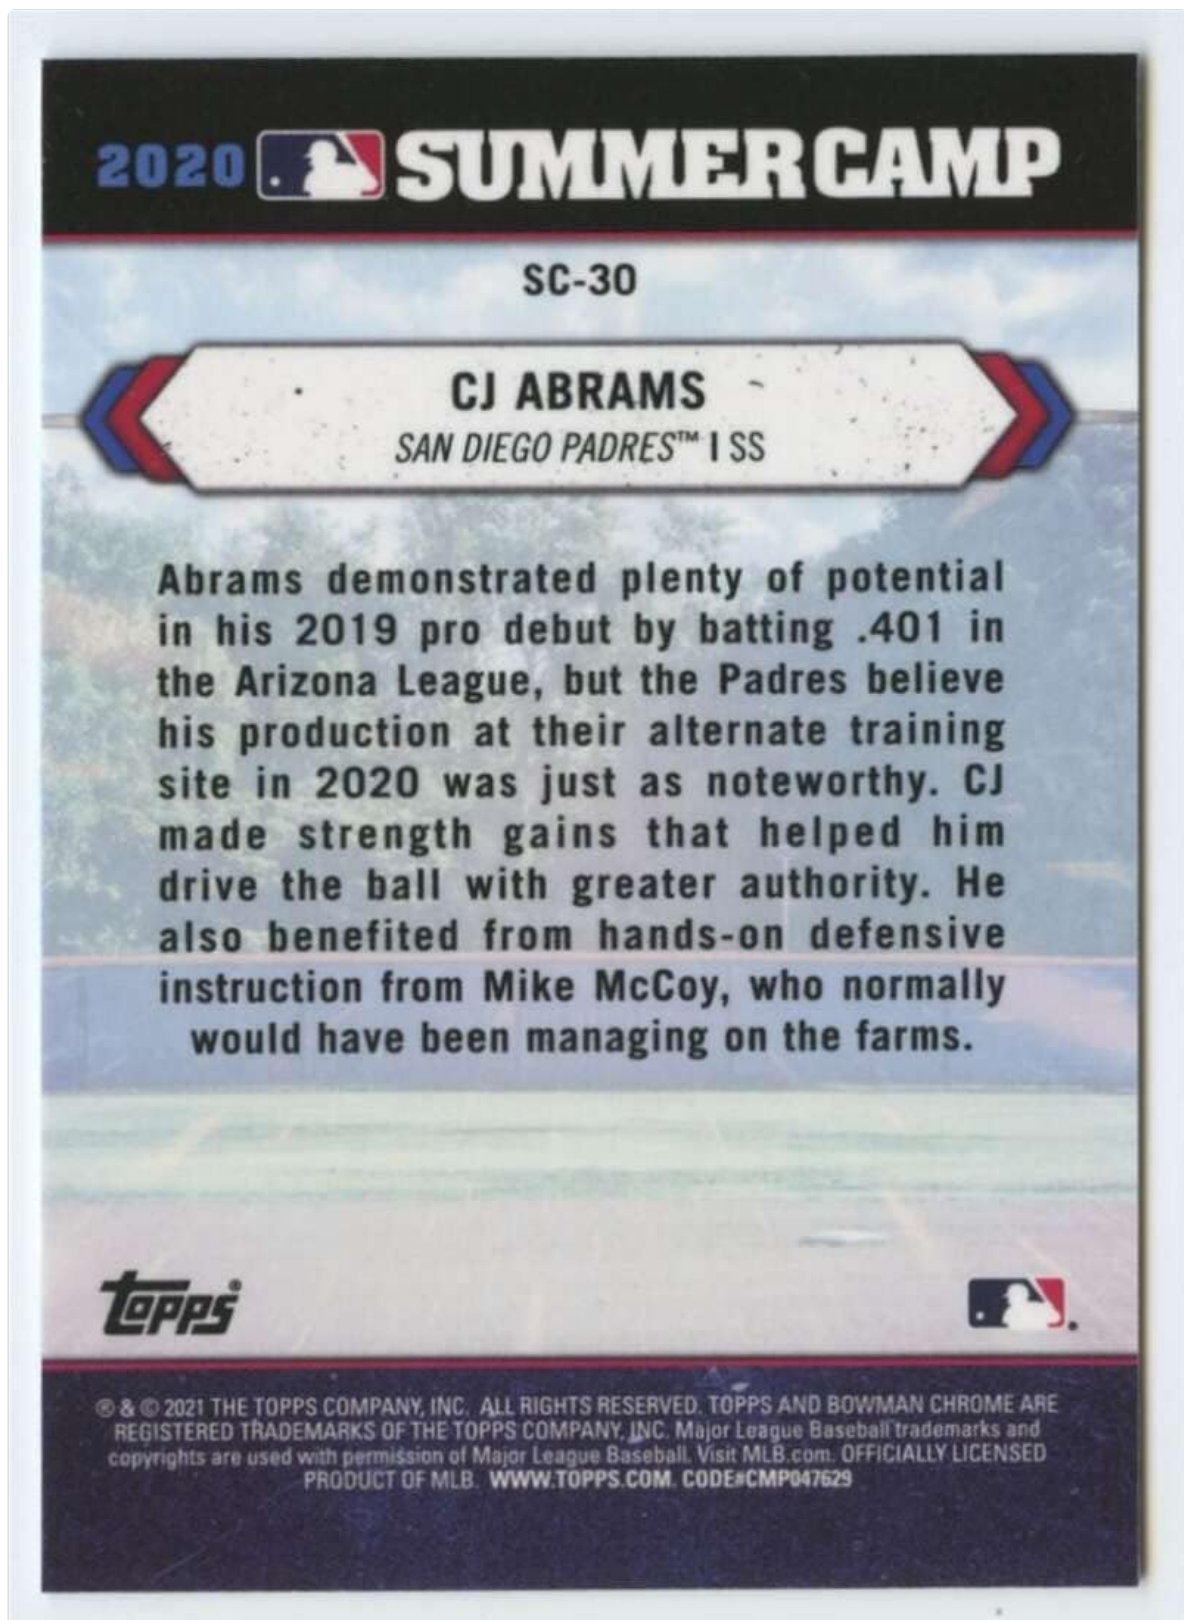 2020 SUMMER CAMP
SC-30
CJ ABRAMS
SAN DIEGO PADRES™ | SS
Abrams demonstrated plenty of potential
in his 2019 pro debut by batting .401 in
the Arizona League, but the Padres believe
his production at their alternate training
site in 2020 was just as noteworthy. CJ
made strength gains that helped him
drive the ball with greater authority. He
also benefited from hands-on defensive
instruction from Mike McCoy, who normally
would have been managing on the farms.
topps®
® & © 2021 THE TOPPS COMPANY, INC. ALL RIGHTS RESERVED. TOPPS AND BOWMAN CHROME ARE
REGISTERED TRADEMARKS OF THE TOPPS COMPANY, INC. Major League Baseball trademarks and
copyrights are used with permission of Major League Baseball. Visit MLB.com. OFFICIALLY LICENSED
PRODUCT OF MLB. WWW.TOPPS.COM. CODE#CMP047629